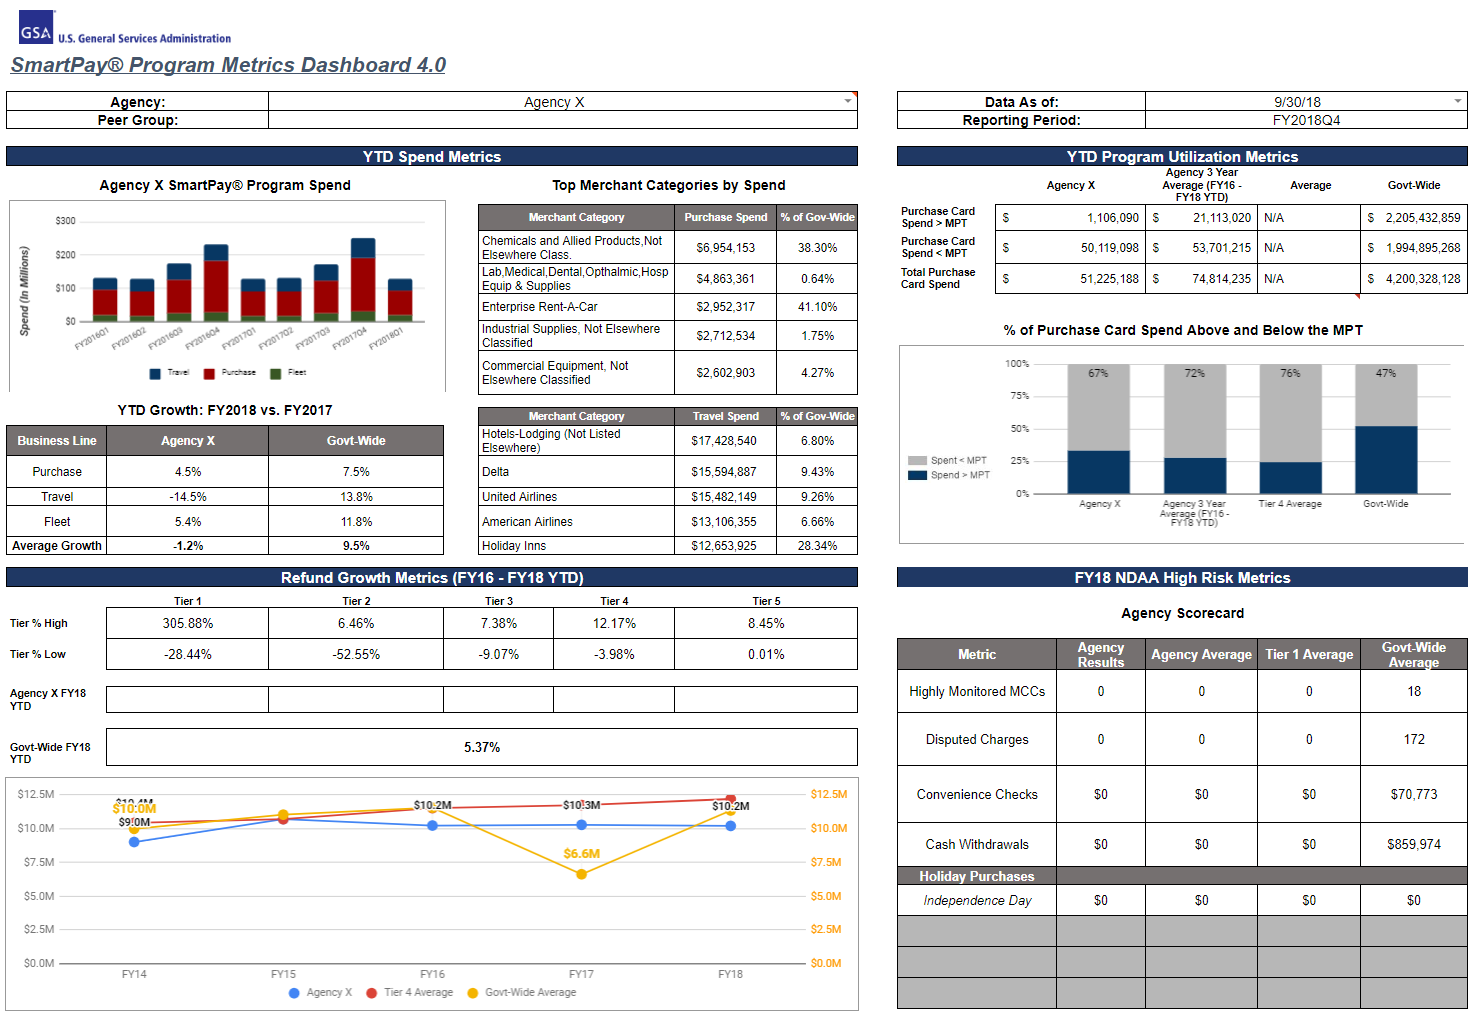 GSA
U.S. General Services Administration
SmartPay® Program Metrics Dashboard 4.0
Agency: Agency X
Peer Group:
Data As of: 9/30/18
Reporting Period: FY2018Q4
YTD Spend Metrics
Agency X SmartPay® Program Spend
Spend (In Millions)
$300
$200
$100
$0
FY2016Q1 FY2016Q2 FY2016Q3 FY2016Q4 FY2017Q1 FY2017Q2 FY2017Q3 FY2017Q4 FY2018Q1
Travel Purchase Fleet
YTD Growth: FY2018 vs. FY2017
Business Line Agency X Govt-Wide
Purchase 4.5% 7.5%
Travel -14.5% 13.8%
Fleet 5.4% 11.8%
Average Growth -1.2% 9.5%
Top Merchant Categories by Spend
Merchant Category Purchase Spend % of Gov-Wide
Chemicals and Allied Products,Not
Elsewhere Class. $6,954,153 38.30%
Lab,Medical,Dental,Opthalmic,Hosp
Equip & Supplies $4,863,361 0.64%
Enterprise Rent-A-Car $2,952,317 41.10%
Industrial Supplies, Not Elsewhere
Classified $2,712,534 1.75%
Commercial Equipment, Not
Elsewhere Classified $2,602,903 4.27%
Merchant Category Travel Spend % of Gov-Wide
Hotels-Lodging (Not Listed
Elsewhere) $17,428,540 6.80%
Delta $15,594,887 9.43%
United Airlines $15,482,149 9.26%
American Airlines $13,106,355 6.66%
Holiday Inns $12,653,925 28.34%
YTD Program Utilization Metrics
Agency X
Agency 3 Year
Average (FY16 -
FY18 YTD)
Average
Govt-Wide
Purchase Card
Spend > MPT $ 1,106,090 $ 21,113,020 N/A $ 2,205,432,859
Purchase Card
Spend < MPT $ 50,119,098 $ 53,701,215 N/A $ 1,994,895,268
Total Purchase
Card Spend $ 51,225,188 $ 74,814,235 N/A $ 4,200,328,128
% of Purchase Card Spend Above and Below the MPT
100%
75%
50%
25%
0%
67% 72% 76% 47%
Spent < MPT
Spend > MPT
Agency X
Agency 3 Year
Average (FY16 -
FY18 YTD)
Tier 4 Average
Govt-Wide
Refund Growth Metrics (FY16 - FY18 YTD)
Tier 1 Tier 2 Tier 3 Tier 4 Tier 5
Tier % High 305.88% 6.46% 7.38% 12.17% 8.45%
Tier % Low -28.44% -52.55% -9.07% -3.98% 0.01%
Agency X FY18
YTD
Govt-Wide FY18
YTD 5.37%
$12.5M
$10.0M
$7.5M
$5.0M
$2.5M
$0.0M
$10.4M
$10.0M
$9.0M
$10.2M
$10.3M
$6.6M
$10.2M
$12.5M
$10.0M
$7.5M
$5.0M
$2.5M
$0.0M
FY14 FY15 FY16 FY17 FY18
Agency X Tier 4 Average Govt-Wide Average
FY18 NDAA High Risk Metrics
Agency Scorecard
Metric
Agency
Results
Agency Average
Tier 1 Average
Govt-Wide
Average
Highly Monitored MCCs 0 0 0 18
Disputed Charges 0 0 0 172
Convenience Checks $0 $0 $0 $70,773
Cash Withdrawals $0 $0 $0 $859,974
Holiday Purchases
Independence Day $0 $0 $0 $0